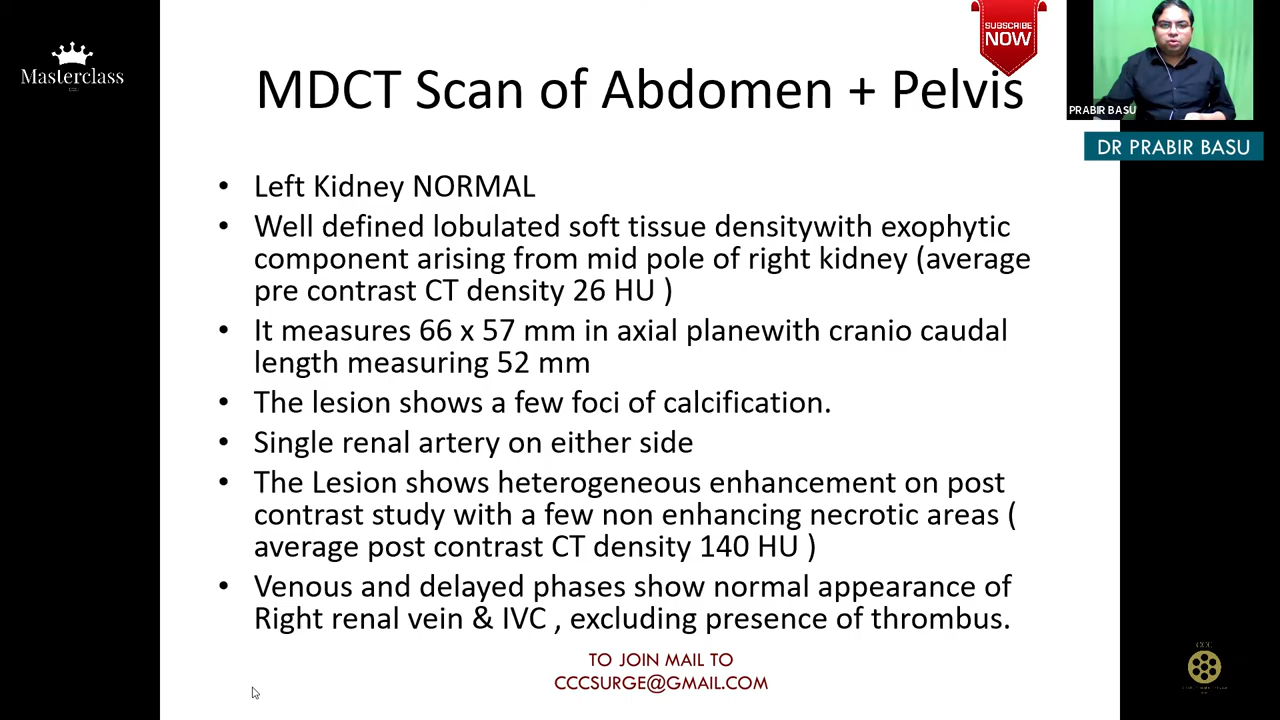 Masterclass
SUBSCRIBE
NOW
MDCT Scan of Abdomen + Pelvis
PRABIR BASU
DR PRABIR BASU
• Left Kidney NORMAL
• Well defined lobulated soft tissue densitywith exophytic
component arising from mid pole of right kidney (average
pre contrast CT density 26 HU )
• It measures 66 x 57 mm in axial planewith cranio caudal
length measuring 52 mm
• The lesion shows a few foci of calcification.
• Single renal artery on either side
• The Lesion shows heterogeneous enhancement on post
contrast study with a few non enhancing necrotic areas (
average post contrast CT density 140 HU )
• Venous and delayed phases show normal appearance of
Right renal vein & IVC , excluding presence of thrombus.
TO JOIN MAIL TO
CCCSURGE@GMAIL.COM
CCC